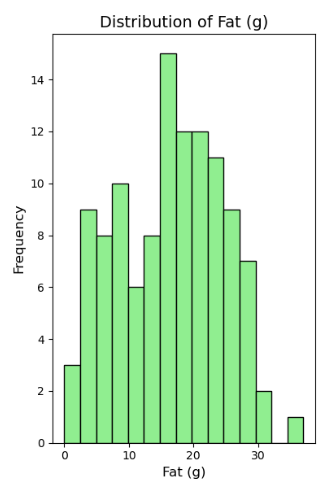 Distribution of Fat (g)
14
12
10
8
6
4
2
0
Frequency
0 10 20 30
Fat (g)